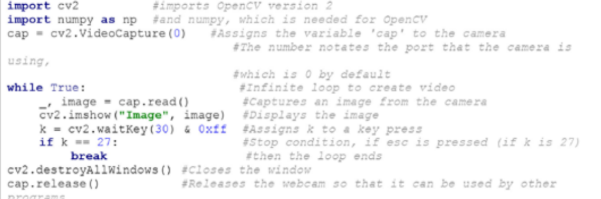 import cv2 #imports OpenCV version 2
import numpy as np #and numpy, which is needed for OpenCV
cap = cv2.VideoCapture(0) #Assigns the variable 'cap' to the camera
#The number notates the port that the camera is
using,
#which is 0 by default
while True: #Infinite loop to create video
_, image = cap.read() #Captures an image from the camera
cv2.imshow("Image", image) #Displays the image
k = cv2.waitKey(30) & 0xff #Assigns k to a key press
if k == 27: #Stop condition, if esc is pressed (if k is 27)
break #then the loop ends
cv2.destroyAllWindows() #Closes the window
cap.release() #Releases the webcam so that it can be used by other
programs